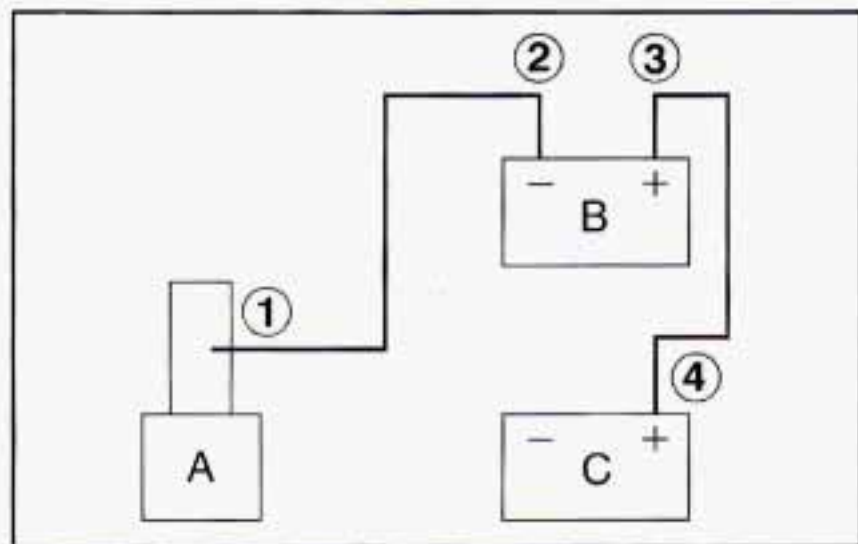 ② ③
− +
B
①
④
− +
A C